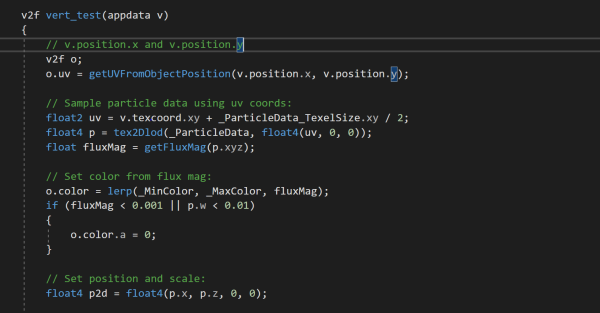 v2f vert_test(appdata v)
{
// v.position.x and v.position.y
v2f o;
o.uv = getUVFromObjectPosition(v.position.x, v.position.y);
// Sample particle data using uv coords:
float2 uv = v.texcoord.xy + _ParticleData_TexelSize.xy / 2;
float4 p = tex2Dlod(_ParticleData, float4(uv, 0, 0));
float fluxMag = getFluxMag(p.xyz);
// Set color from flux mag:
o.color = lerp(_MinColor, _MaxColor, fluxMag);
if (fluxMag < 0.001 || p.w < 0.01)
{
o.color.a = 0;
}
// Set position and scale:
float4 p2d = float4(p.x, p.z, 0, 0);